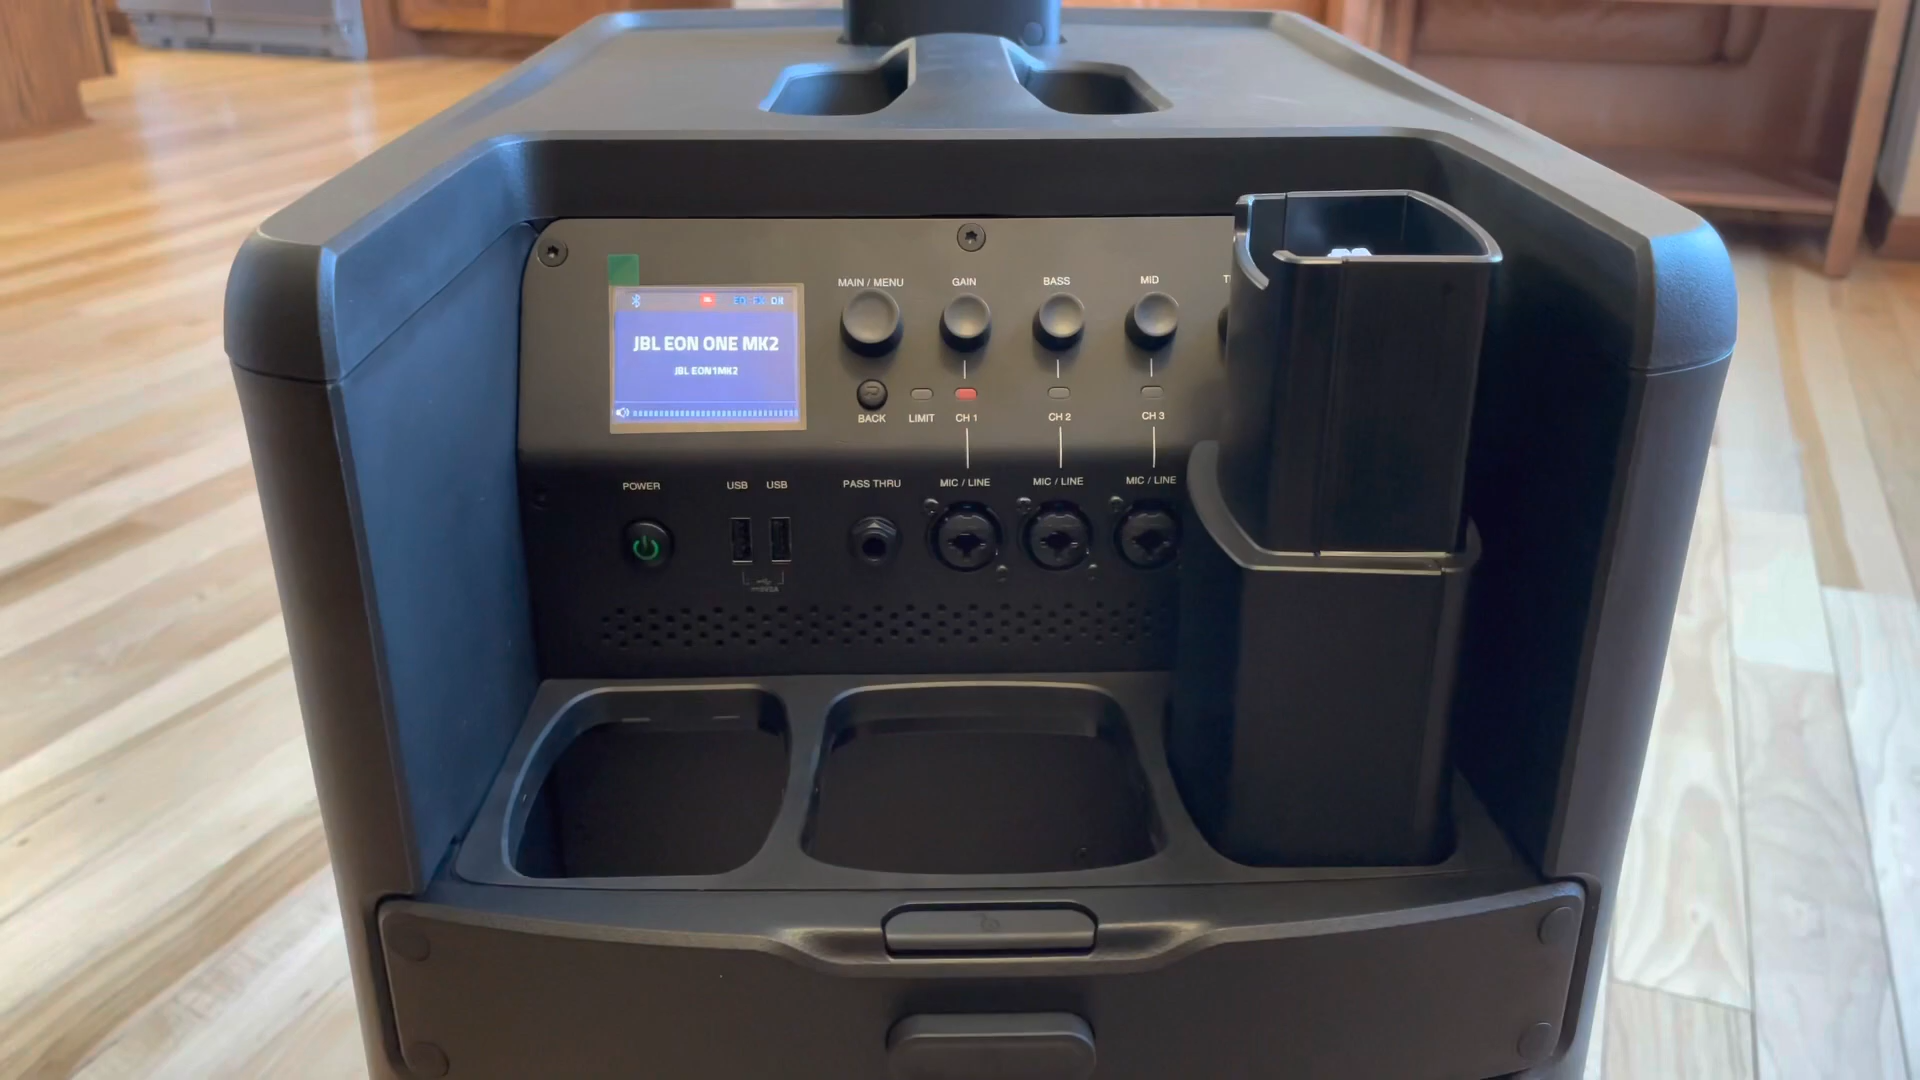 JBL EON ONE MK2
JBL EON1MK2
MAIN / MENU
GAIN
BASS
MID
BACK
LIMIT
CH 1
CH 2
CH 3
POWER
USB
USB
PASS THRU
MIC / LINE
MIC / LINE
MIC / LINE